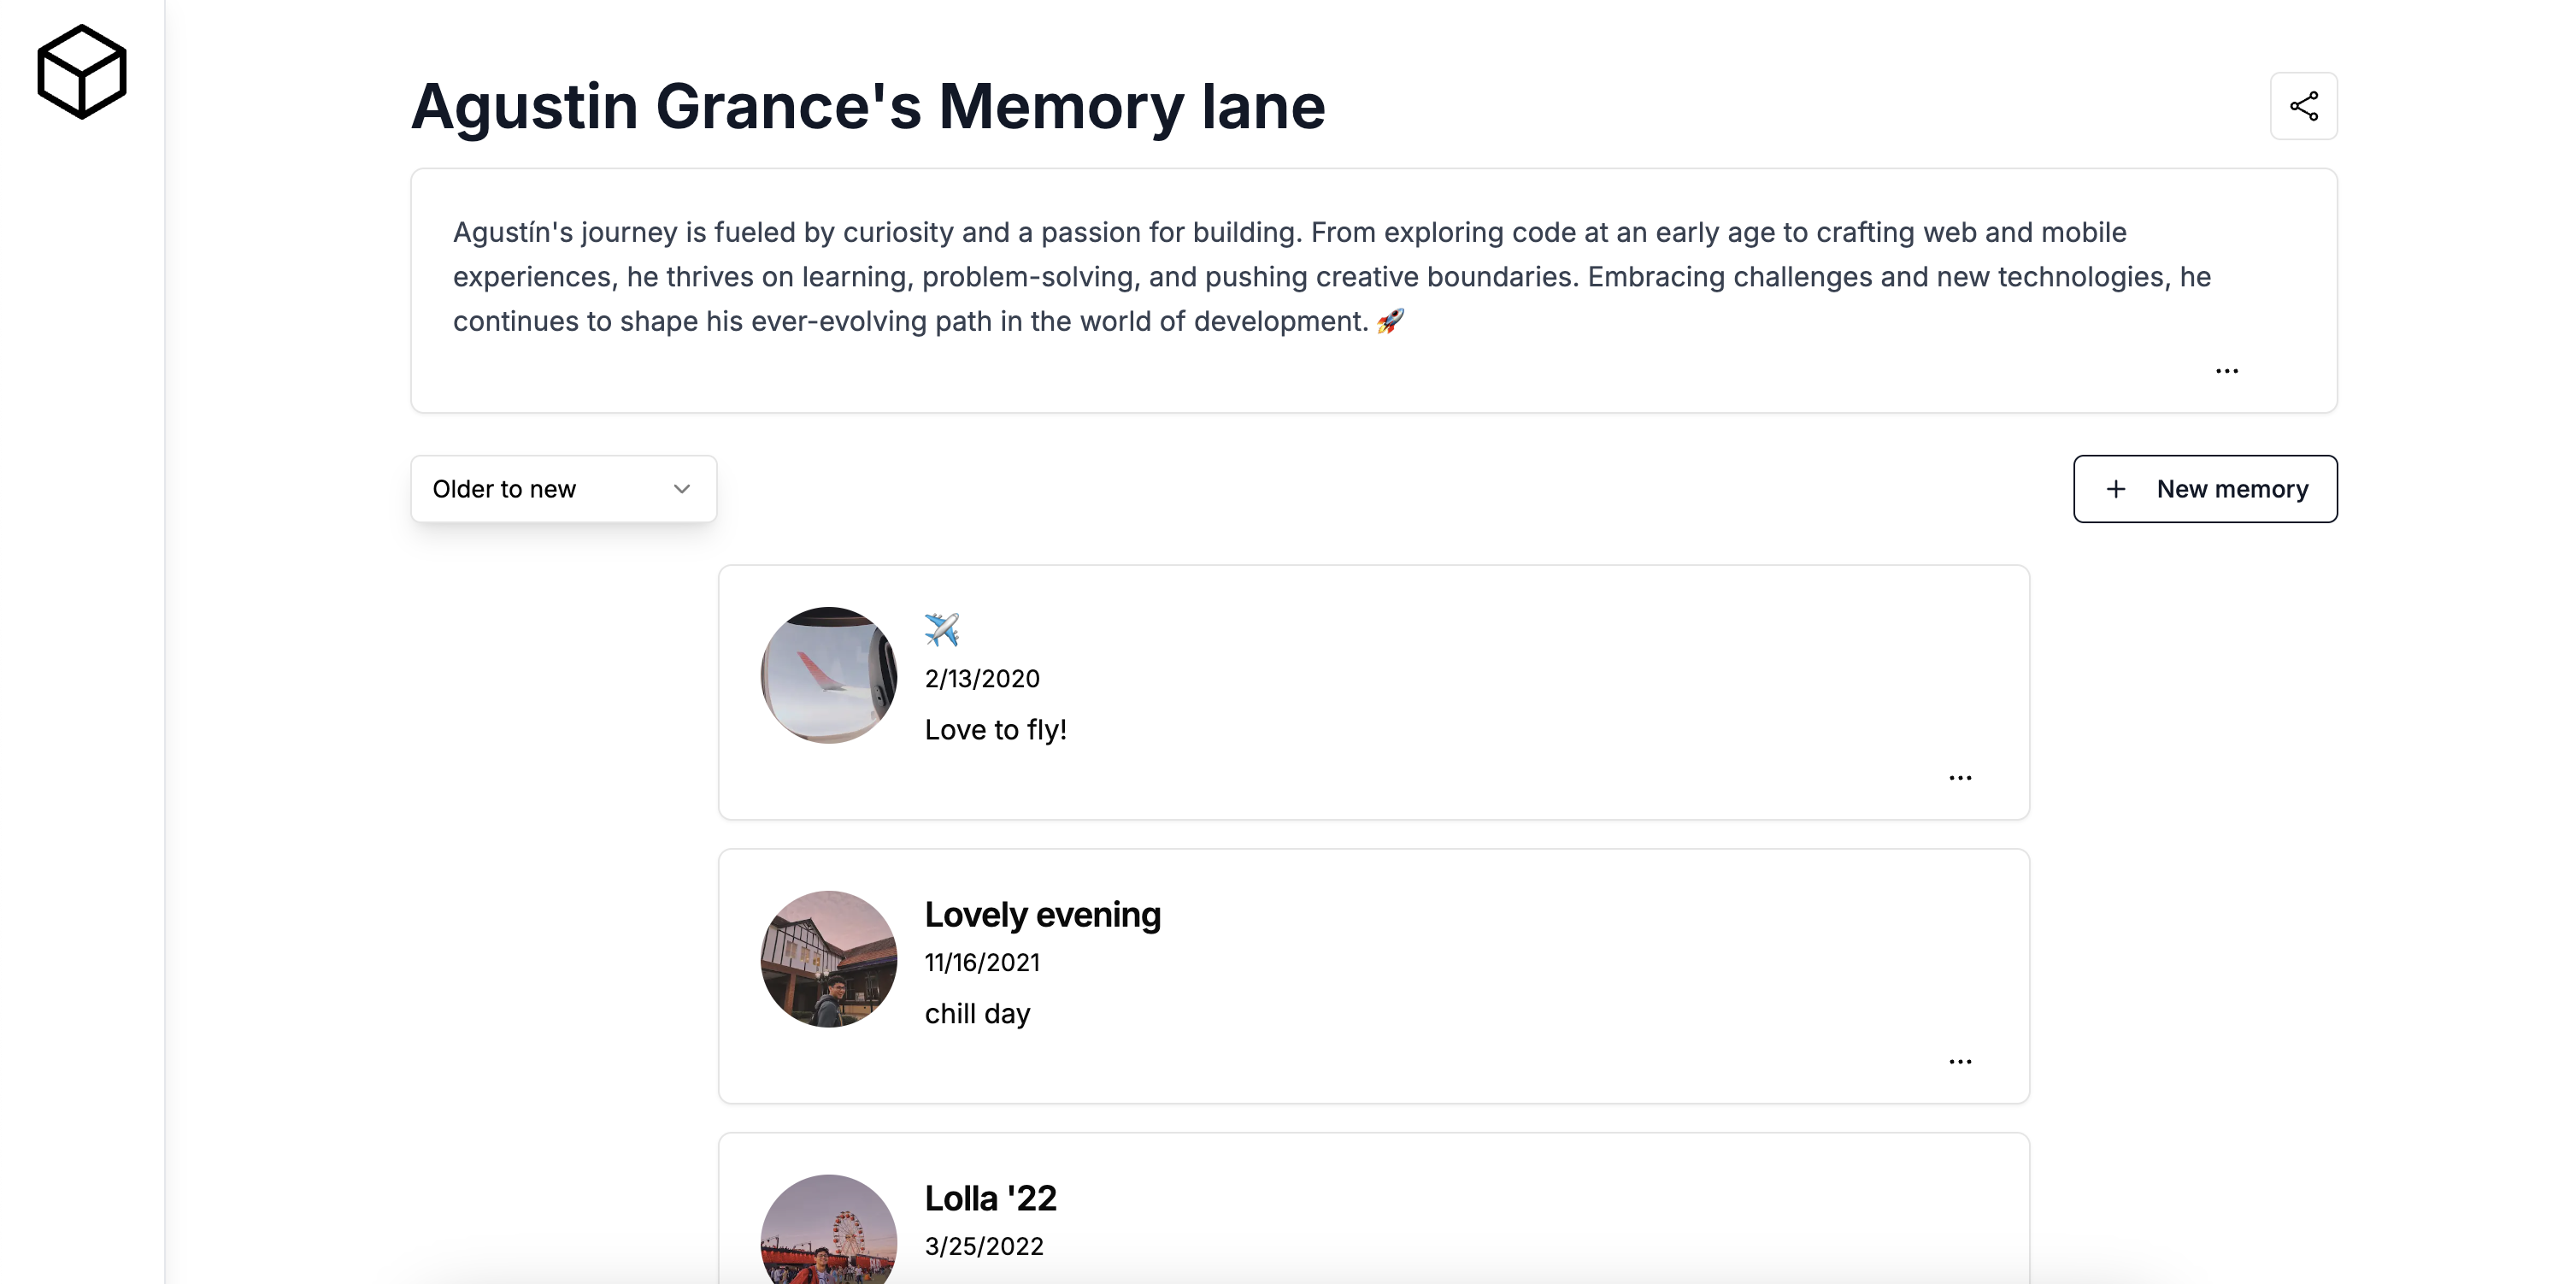 Agustin Grance's Memory lane
Agustín's journey is fueled by curiosity and a passion for building. From exploring code at an early age to crafting web and mobile
experiences, he thrives on learning, problem-solving, and pushing creative boundaries. Embracing challenges and new technologies, he
continues to shape his ever-evolving path in the world of development. 🚀
...
Older to new
+ New memory
✈️
2/13/2020
Love to fly!
...
Lovely evening
11/16/2021
chill day
...
Lolla '22
3/25/2022